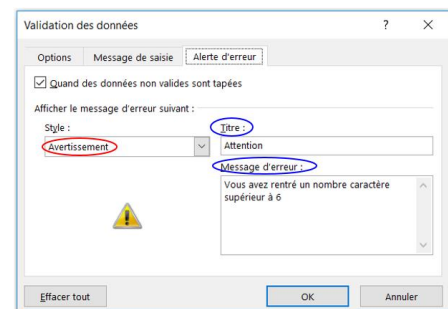 Validation des données ? ×
Options Message de saisie Alerte d'erreur
Quand des données non valides sont tapées
Afficher le message d'erreur suivant :
Style : Titre :
Avertissement Attention
Message d'erreur :
Vous avez rentré un nombre caractère
supérieur à 6
Effacer tout OK Annuler